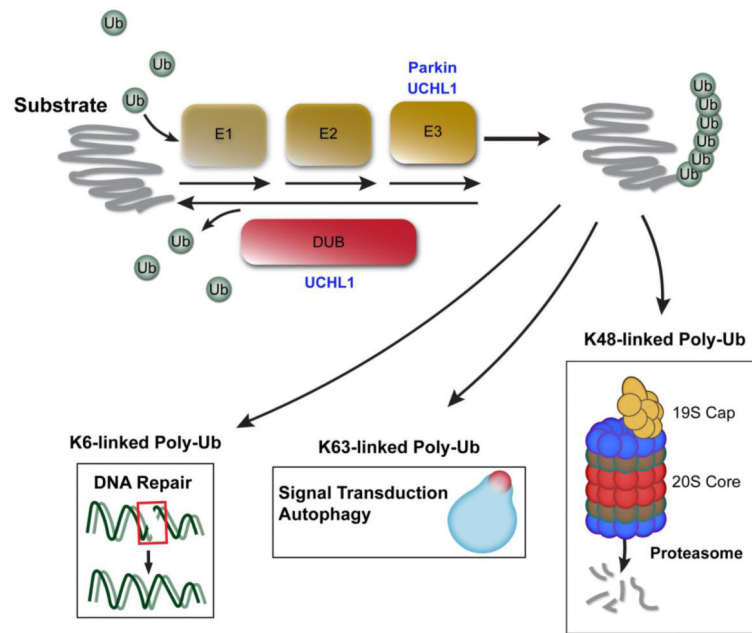 Ub
Ub
Ub
Substrate
Parkin
UCHL1
E1
E2
E3
Ub
Ub
Ub
Ub
Ub
Ub
Ub
Ub
Ub
DUB
UCHL1
K48-linked Poly-Ub
19S Cap
20S Core
Proteasome
K6-linked Poly-Ub
DNA Repair
K63-linked Poly-Ub
Signal Transduction
Autophagy